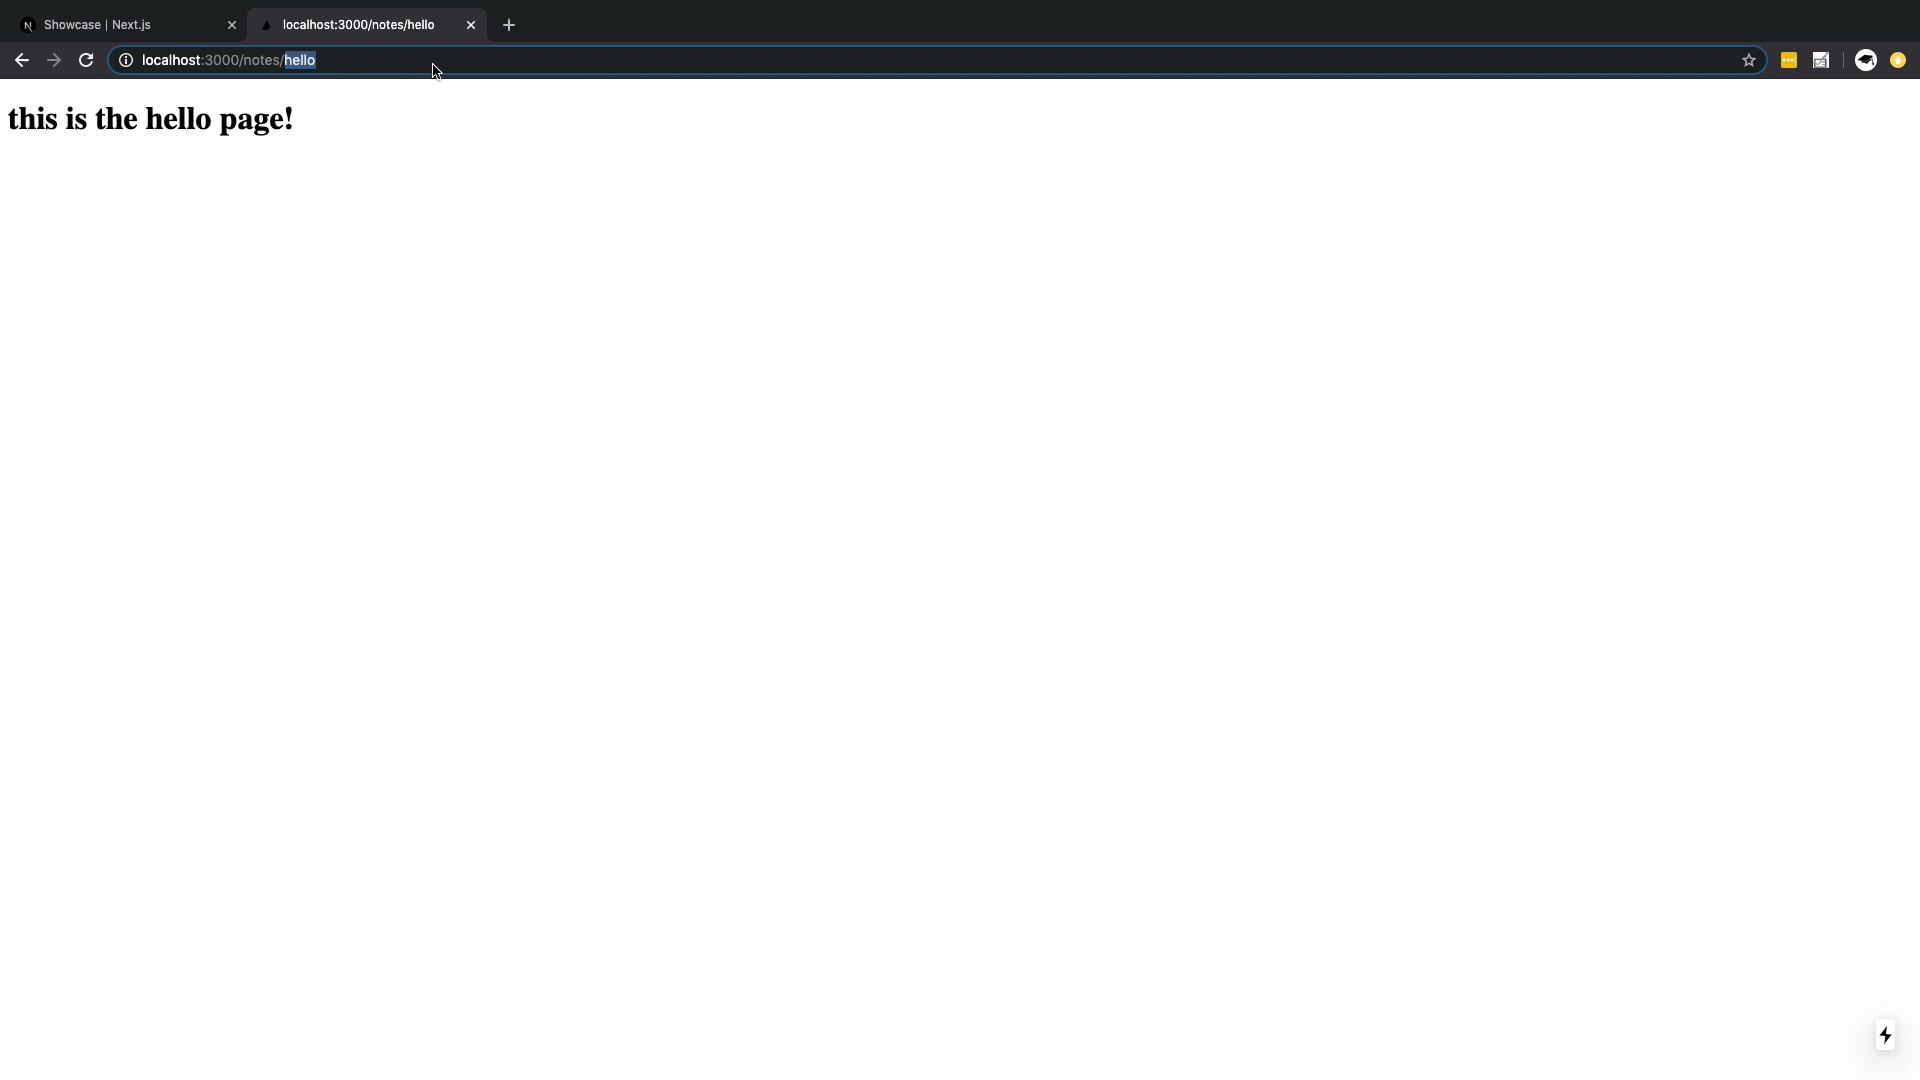 Showcase | Next.js
localhost:3000/notes/hello
localhost:3000/notes/hello
this is the hello page!